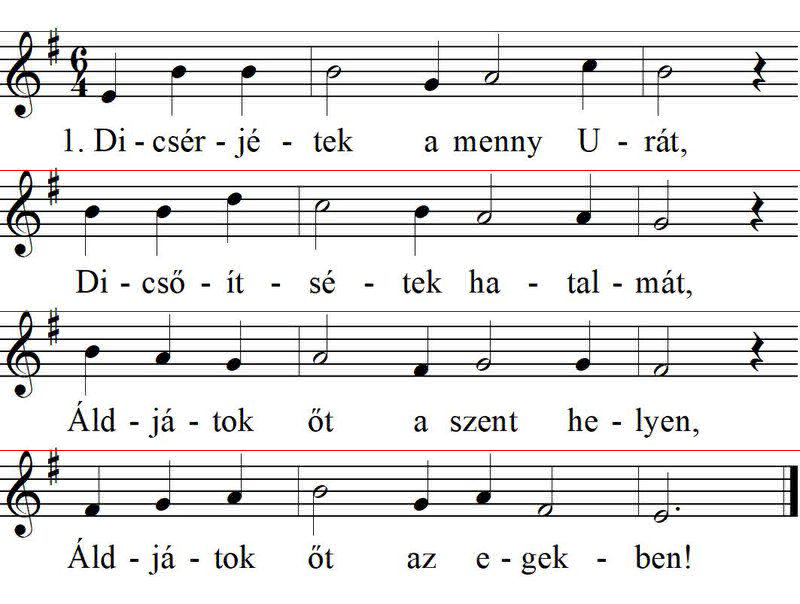 6
4
1. Di - csér - jé - tek a menny U - rát,
Di - cső - ít - sé - tek ha - tal - mát,
Áld - já - tok őt a szent he - lyen,
Áld - já - tok őt az e - gek - ben!